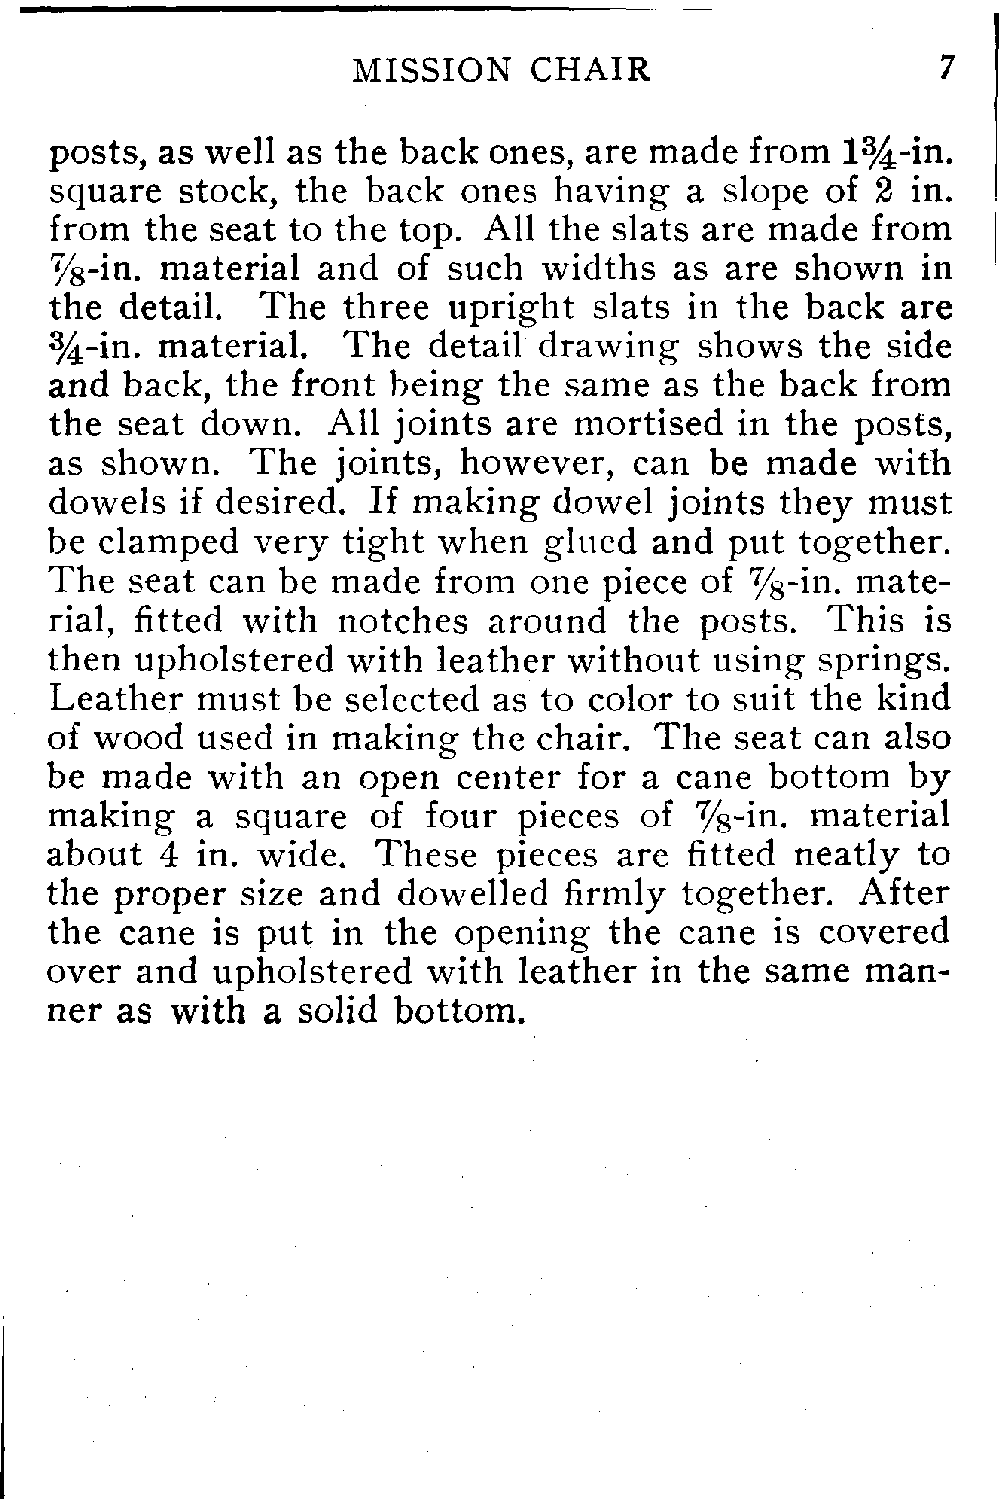 MISSION CHAIR 7
posts, as well as the back ones, are made from 1¾-in.
square stock, the back ones having a slope of 2 in.
from the seat to the top. All the slats are made from
⅞-in. material and of such widths as are shown in
the detail. The three upright slats in the back are
¾-in. material. The detail drawing shows the side
and back, the front being the same as the back from
the seat down. All joints are mortised in the posts,
as shown. The joints, however, can be made with
dowels if desired. If making dowel joints they must
be clamped very tight when glued and put together.
The seat can be made from one piece of ⅞-in. mate-
rial, fitted with notches around the posts. This is
then upholstered with leather without using springs.
Leather must be selected as to color to suit the kind
of wood used in making the chair. The seat can also
be made with an open center for a cane bottom by
making a square of four pieces of ⅞-in. material
about 4 in. wide. These pieces are fitted neatly to
the proper size and dowelled firmly together. After
the cane is put in the opening the cane is covered
over and upholstered with leather in the same man-
ner as with a solid bottom.